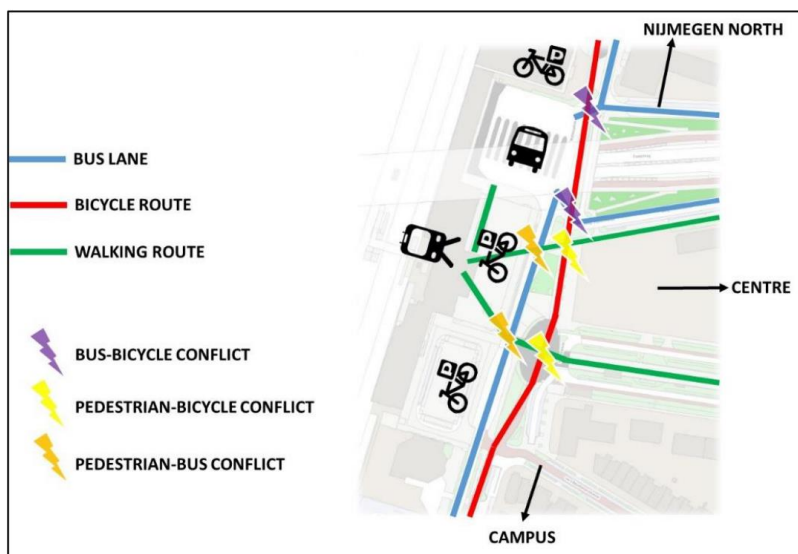 NIJMEGEN NORTH
BUS LANE
BICYCLE ROUTE
WALKING ROUTE
CENTRE
BUS-BICYCLE CONFLICT
PEDESTRIAN-BICYCLE CONFLICT
PEDESTRIAN-BUS CONFLICT
CAMPUS